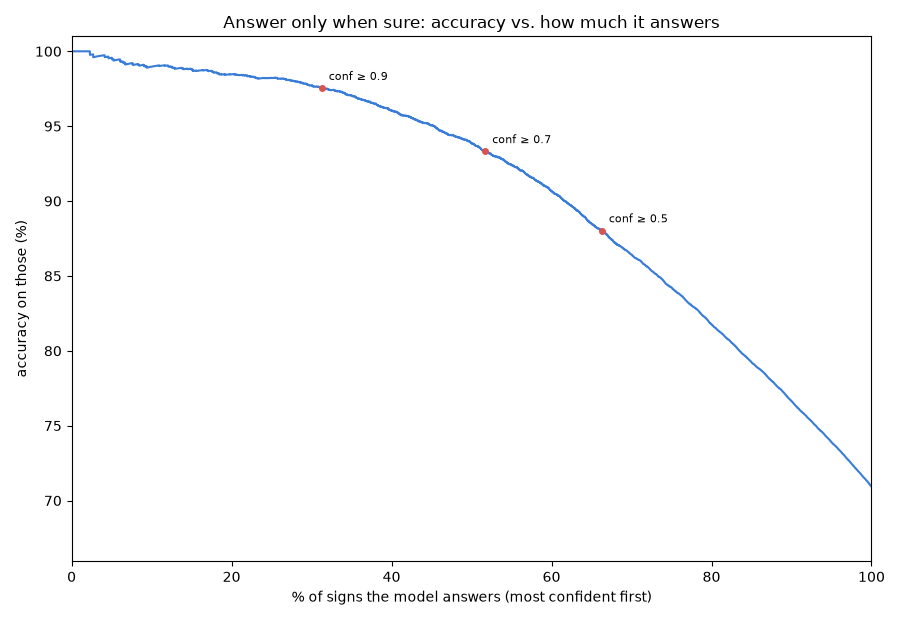 Answer only when sure: accuracy vs. how much it answers
100
95
90
85
80
75
70
accuracy on those (%)
conf ≥ 0.9
conf ≥ 0.7
conf ≥ 0.5
0 20 40 60 80 100
% of signs the model answers (most confident first)